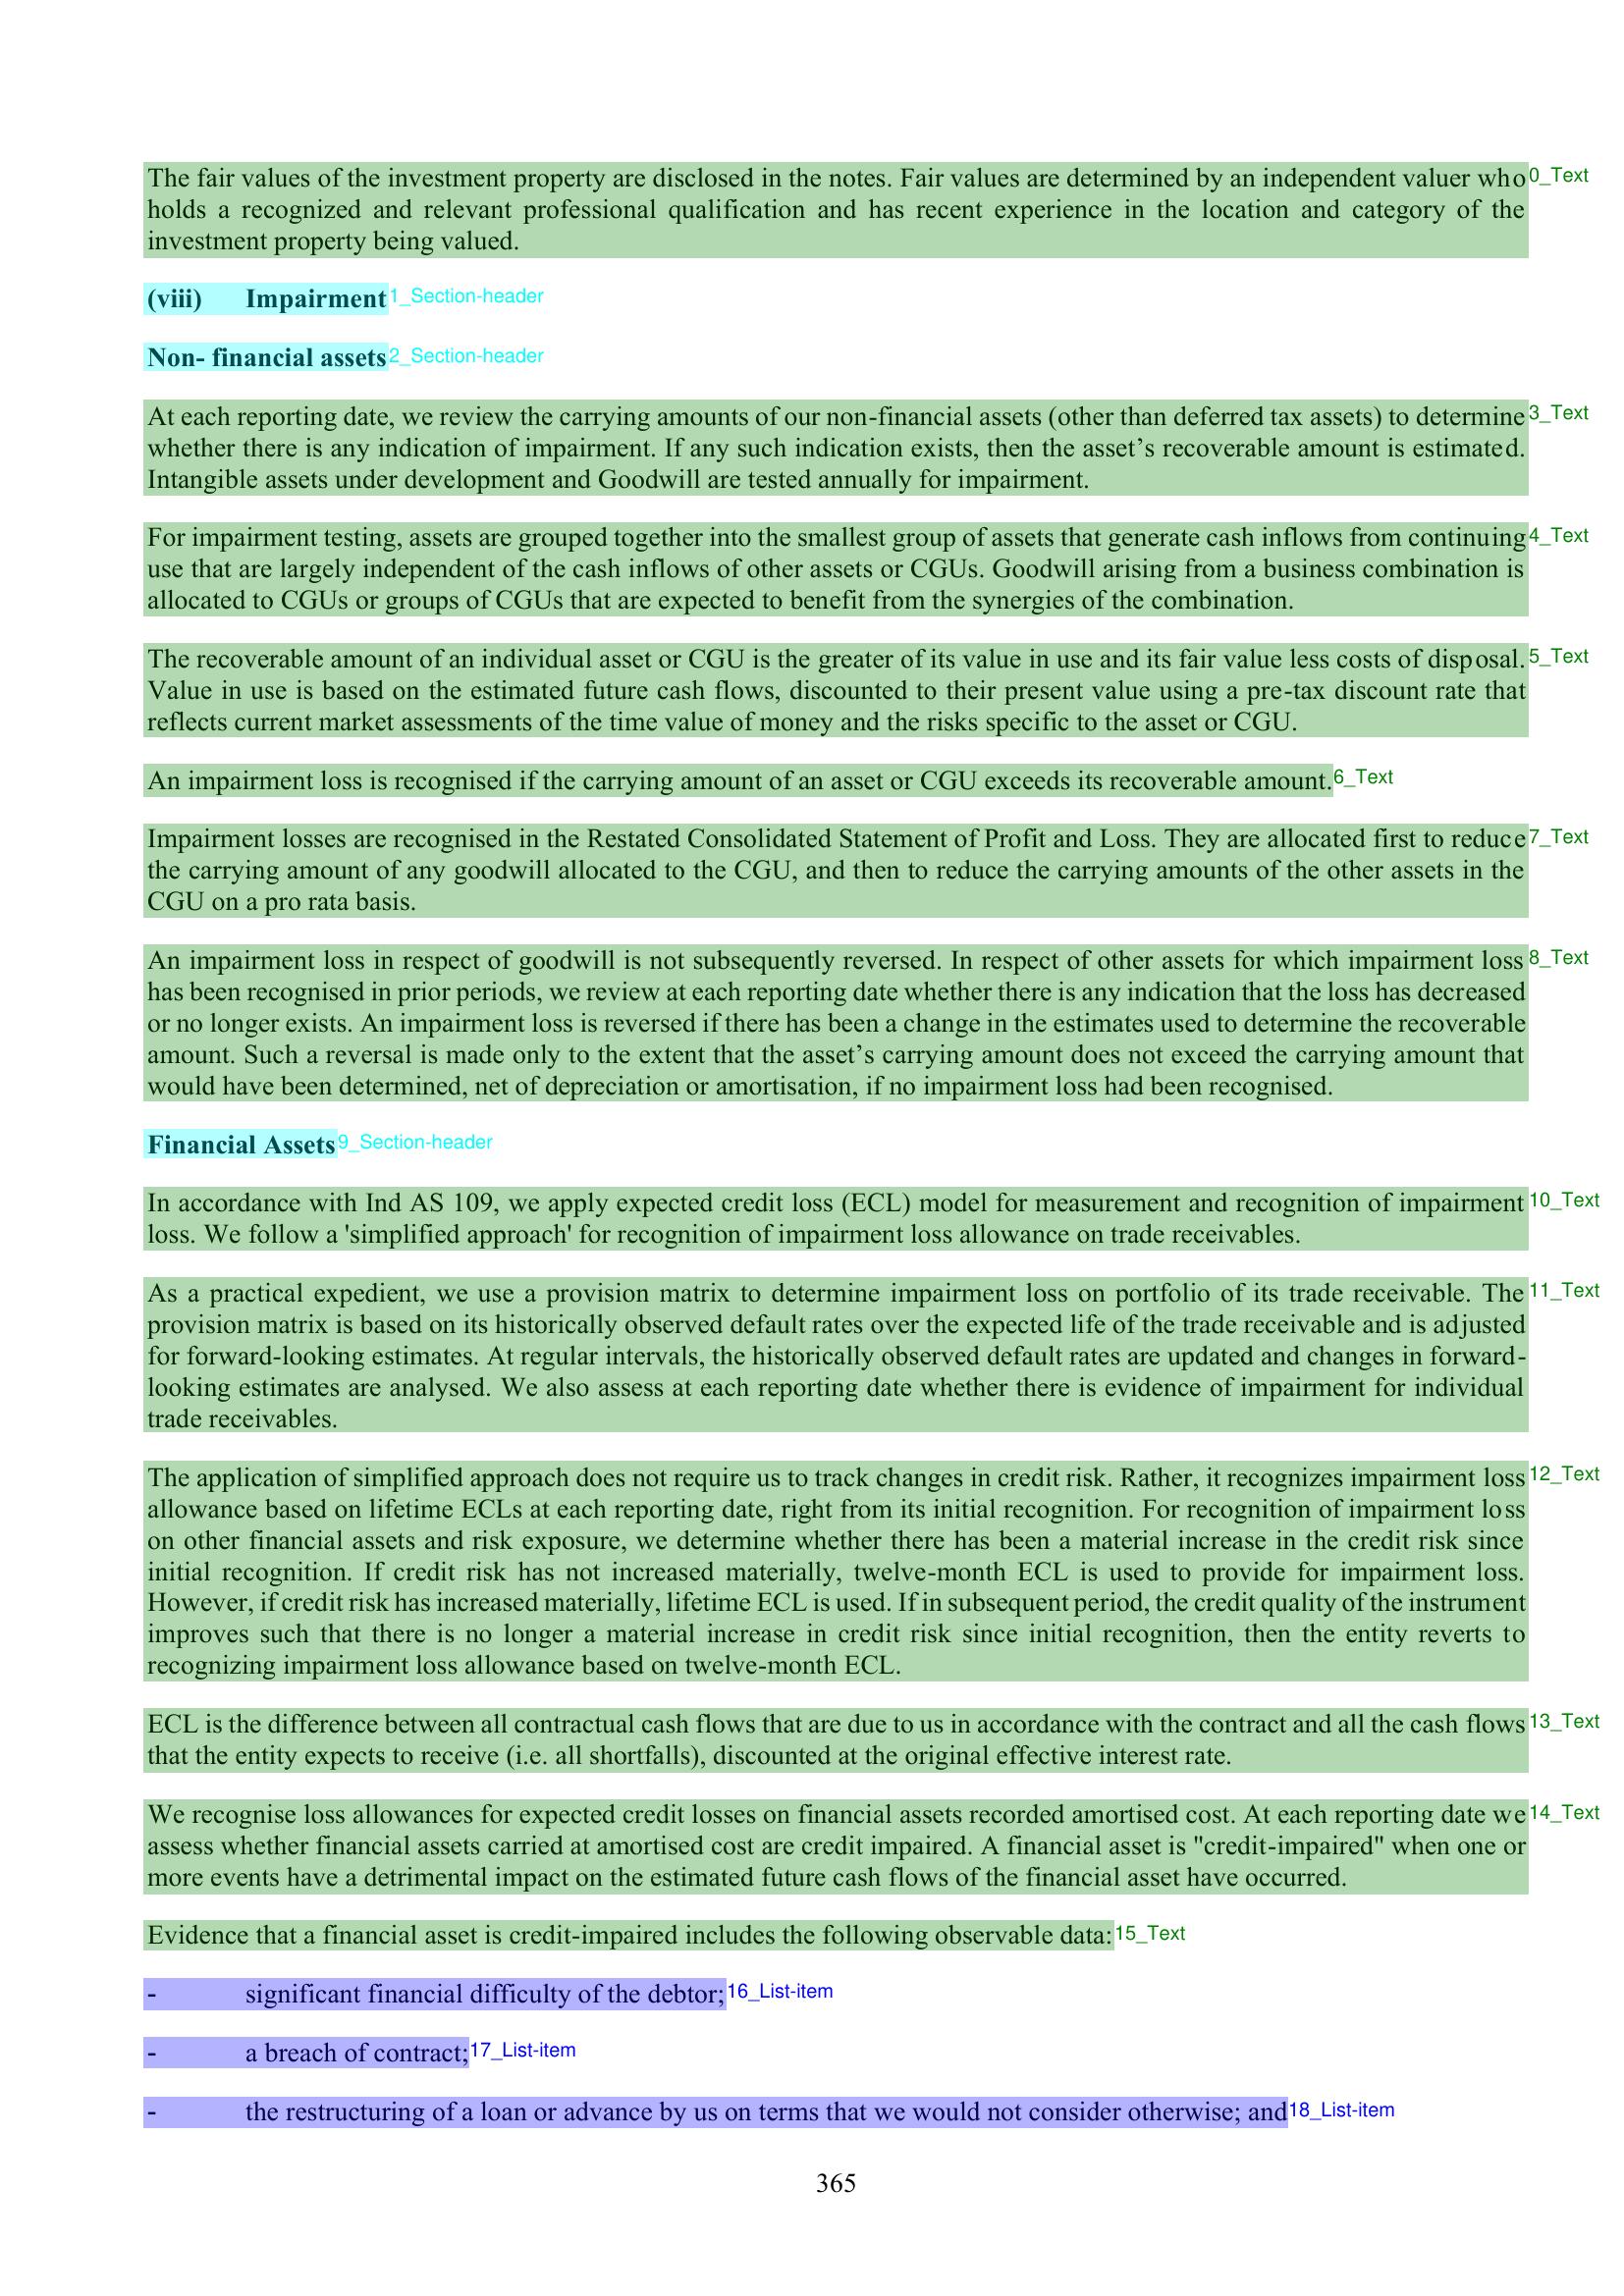 The fair values of the investment property are disclosed in the notes. Fair values are determined by an independent valuer who 0_Text
holds a recognized and relevant professional qualification and has recent experience in the location and category of the
investment property being valued.
(viii) Impairment 1_Section-header
Non- financial assets 2_Section-header
At each reporting date, we review the carrying amounts of our non-financial assets (other than deferred tax assets) to determine 3_Text
whether there is any indication of impairment. If any such indication exists, then the asset’s recoverable amount is estimated.
Intangible assets under development and Goodwill are tested annually for impairment.
For impairment testing, assets are grouped together into the smallest group of assets that generate cash inflows from continuing 4_Text
use that are largely independent of the cash inflows of other assets or CGUs. Goodwill arising from a business combination is
allocated to CGUs or groups of CGUs that are expected to benefit from the synergies of the combination.
The recoverable amount of an individual asset or CGU is the greater of its value in use and its fair value less costs of disposal. 5_Text
Value in use is based on the estimated future cash flows, discounted to their present value using a pre-tax discount rate that
reflects current market assessments of the time value of money and the risks specific to the asset or CGU.
An impairment loss is recognised if the carrying amount of an asset or CGU exceeds its recoverable amount. 6_Text
Impairment losses are recognised in the Restated Consolidated Statement of Profit and Loss. They are allocated first to reduce 7_Text
the carrying amount of any goodwill allocated to the CGU, and then to reduce the carrying amounts of the other assets in the
CGU on a pro rata basis.
An impairment loss in respect of goodwill is not subsequently reversed. In respect of other assets for which impairment loss 8_Text
has been recognised in prior periods, we review at each reporting date whether there is any indication that the loss has decreased
or no longer exists. An impairment loss is reversed if there has been a change in the estimates used to determine the recoverable
amount. Such a reversal is made only to the extent that the asset’s carrying amount does not exceed the carrying amount that
would have been determined, net of depreciation or amortisation, if no impairment loss had been recognised.
Financial Assets 9_Section-header
In accordance with Ind AS 109, we apply expected credit loss (ECL) model for measurement and recognition of impairment 10_Text
loss. We follow a 'simplified approach' for recognition of impairment loss allowance on trade receivables.
As a practical expedient, we use a provision matrix to determine impairment loss on portfolio of its trade receivable. The 11_Text
provision matrix is based on its historically observed default rates over the expected life of the trade receivable and is adjusted
for forward-looking estimates. At regular intervals, the historically observed default rates are updated and changes in forward-
looking estimates are analysed. We also assess at each reporting date whether there is evidence of impairment for individual
trade receivables.
The application of simplified approach does not require us to track changes in credit risk. Rather, it recognizes impairment loss 12_Text
allowance based on lifetime ECLs at each reporting date, right from its initial recognition. For recognition of impairment loss
on other financial assets and risk exposure, we determine whether there has been a material increase in the credit risk since
initial recognition. If credit risk has not increased materially, twelve-month ECL is used to provide for impairment loss.
However, if credit risk has increased materially, lifetime ECL is used. If in subsequent period, the credit quality of the instrument
improves such that there is no longer a material increase in credit risk since initial recognition, then the entity reverts to
recognizing impairment loss allowance based on twelve-month ECL.
ECL is the difference between all contractual cash flows that are due to us in accordance with the contract and all the cash flows 13_Text
that the entity expects to receive (i.e. all shortfalls), discounted at the original effective interest rate.
We recognise loss allowances for expected credit losses on financial assets recorded amortised cost. At each reporting date we 14_Text
assess whether financial assets carried at amortised cost are credit impaired. A financial asset is "credit-impaired" when one or
more events have a detrimental impact on the estimated future cash flows of the financial asset have occurred.
Evidence that a financial asset is credit-impaired includes the following observable data: 15_Text
- significant financial difficulty of the debtor; 16_List-item
- a breach of contract; 17_List-item
- the restructuring of a loan or advance by us on terms that we would not consider otherwise; and 18_List-item
365